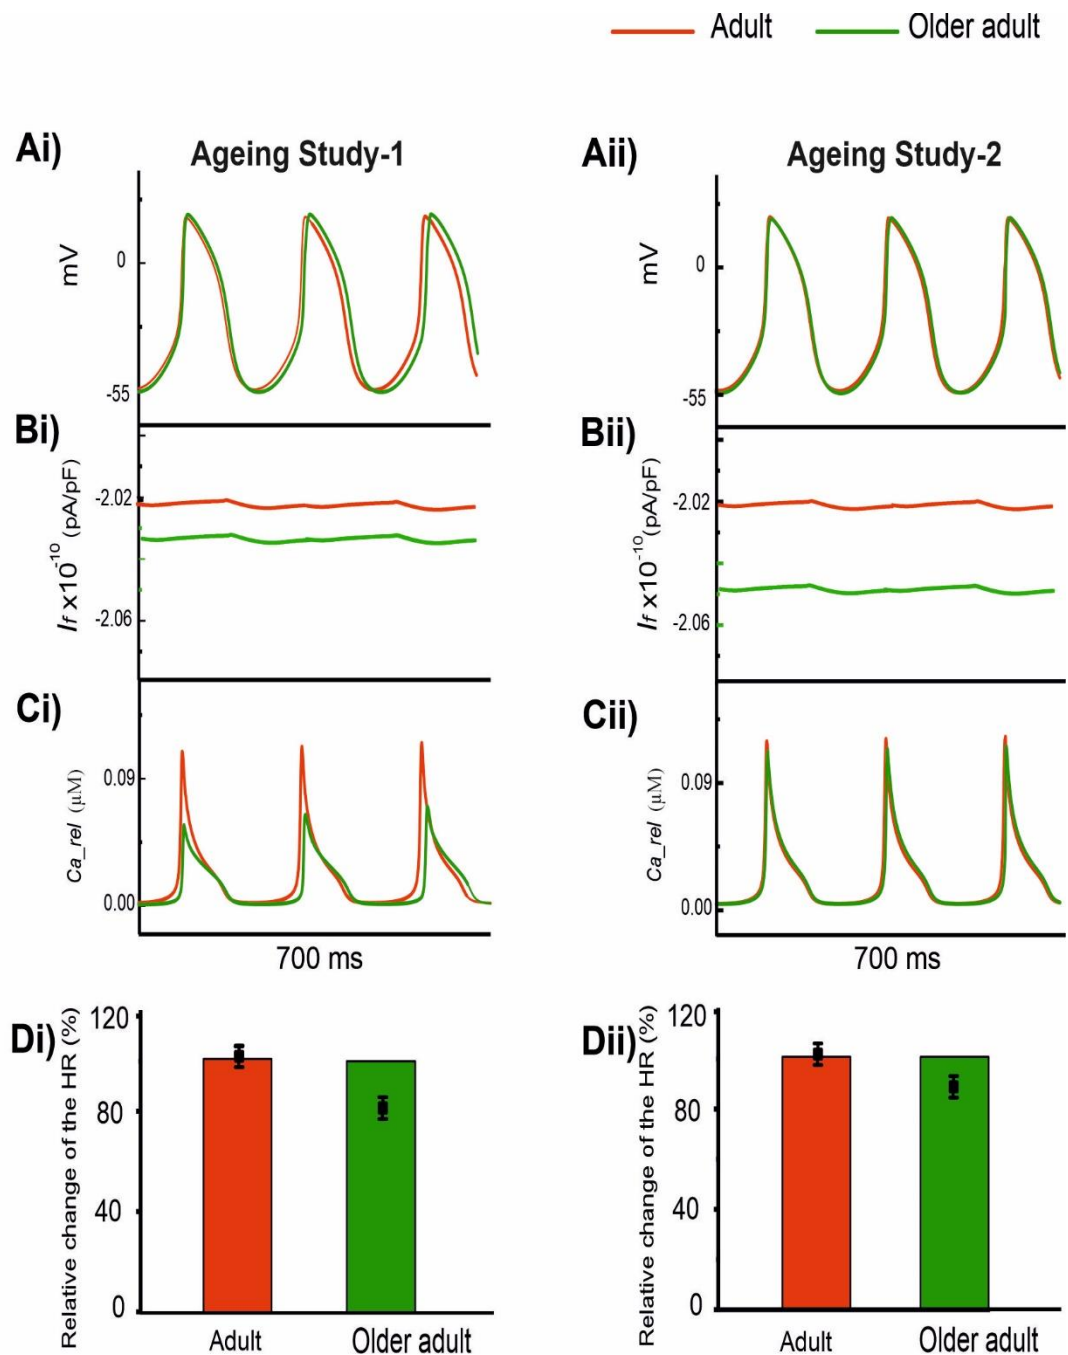 Adult Older adult
Ai) Ageing Study-1 Aii) Ageing Study-2
mV 0 -55
mV 0 -55
Bi) Bii)
If x10-10 (pA/pF) -2.02 -2.06
If x10-10(pA/pF) -2.02 -2.06
Ci) Cii)
Ca_rel (μM) 0.09 0.00
Ca_rel (μM) 0.09 0.00
700 ms 700 ms
Di) Dii)
Relative change of the HR (%) 120 80 40 0
Relative change of the HR (%) 120 80 40 0
Adult Older adult Adult Older adult